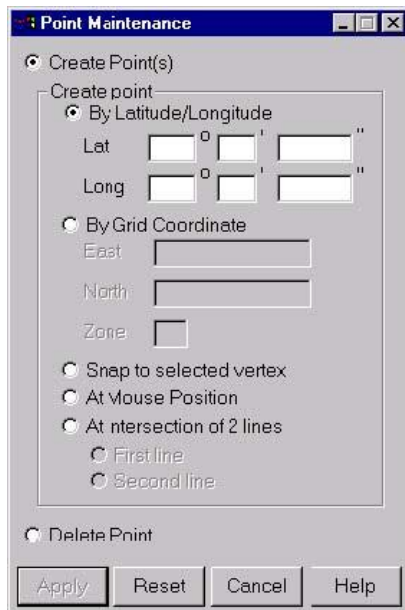 Point Maintenance
Create Point(s)
Create point
By Latitude/Longitude
Lat o ' "
Long o ' "
By Grid Coordinate
East
North
Zone
Snap to selected vertex
At Mouse Position
At ntersection of 2 lines
First line
Second line
Delete Point
Apply Reset Cancel Help